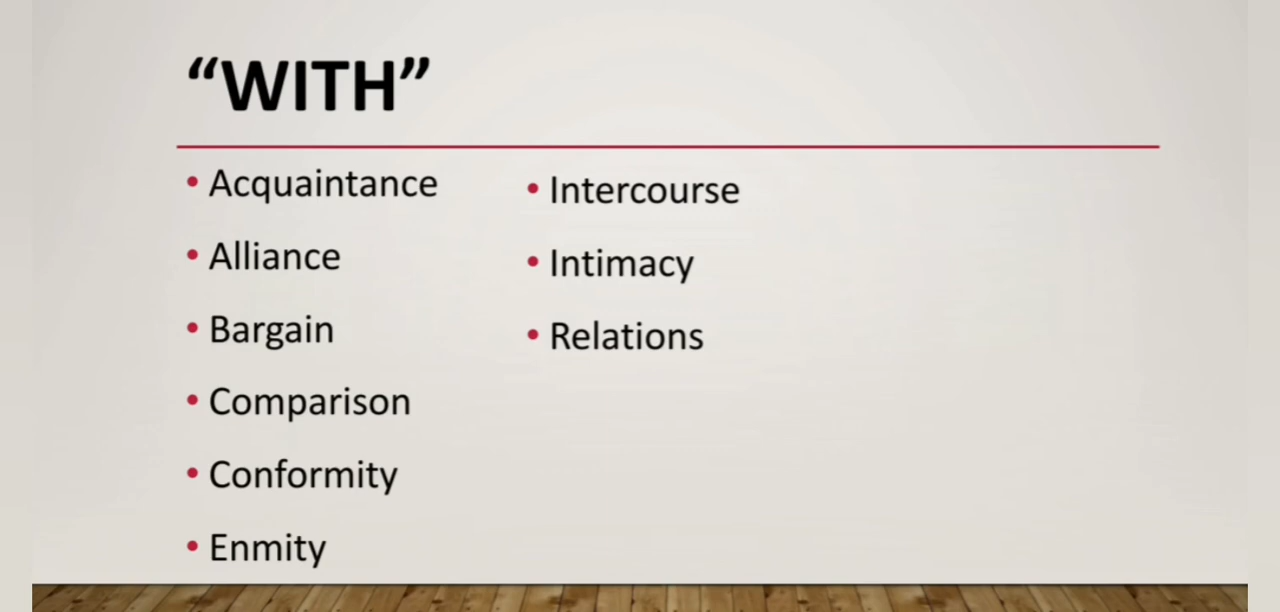 “WITH”
• Acquaintance
• Alliance
• Bargain
• Comparison
• Conformity
• Enmity
• Intercourse
• Intimacy
• Relations